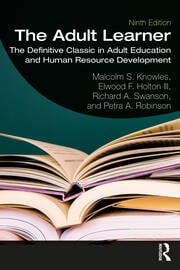 Ninth Edition
The Adult Learner
The Definitive Classic in Adult Education
and Human Resource Development
Malcolm S. Knowles,
Elwood F. Holton III,
Richard A. Swanson,
and Petra A. Robinson
R
Routledge